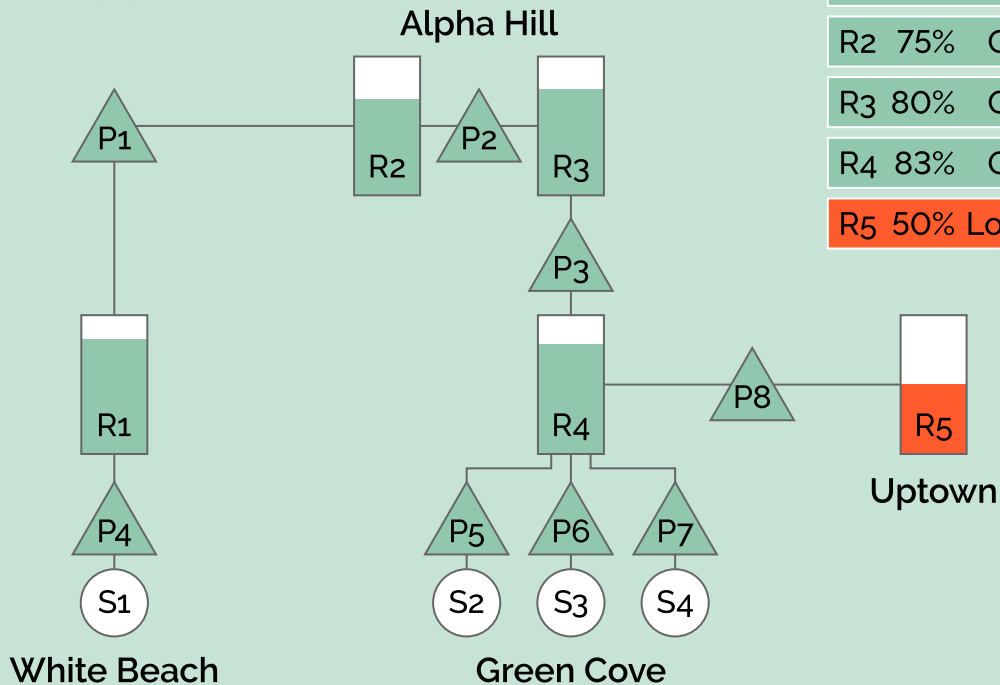 Alpha Hill
R2 75%
R3 80%
R4 83%
R5 50%
P1
P2
R2
R3
P3
P8
R1
R4
R5
Uptown
P4
P5
P6
P7
S1
S2
S3
S4
White Beach
Green Cove